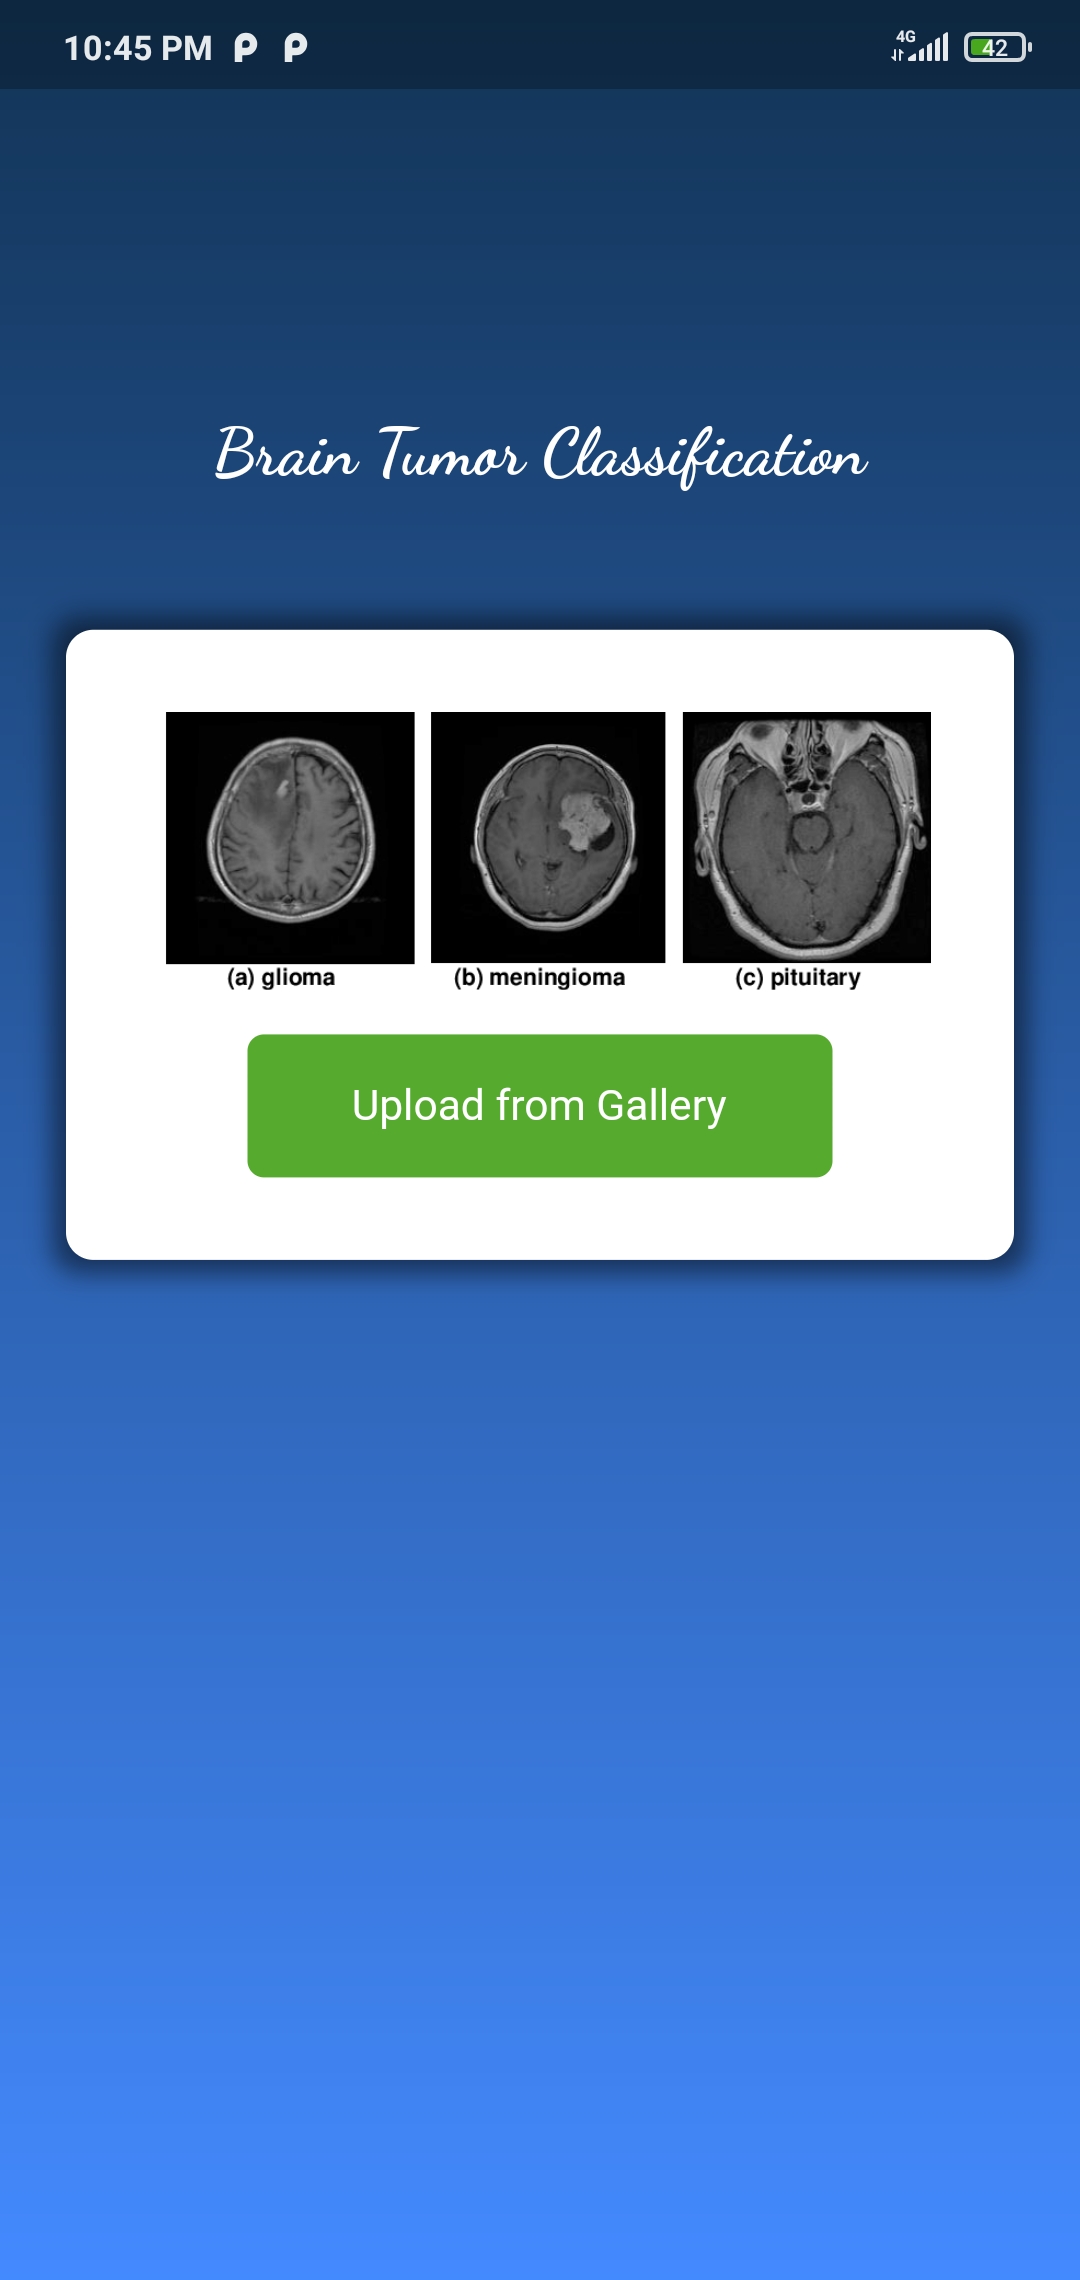 10:45 PM
4G 42
Brain Tumor Classification
(a) glioma (b) meningioma (c) pituitary
Upload from Gallery